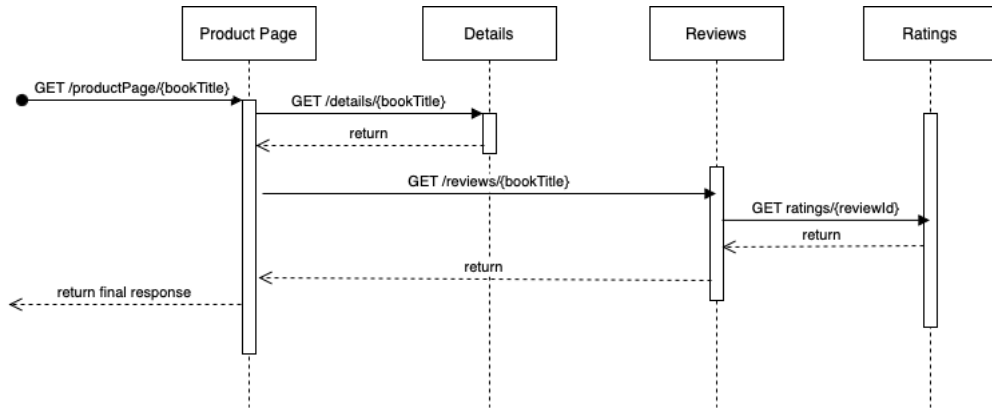 Product Page
Details
Reviews
Ratings
GET /productPage/{bookTitle}
GET /details/{bookTitle}
return
GET /reviews/{bookTitle}
GET ratings/{reviewId}
return
return
return final response